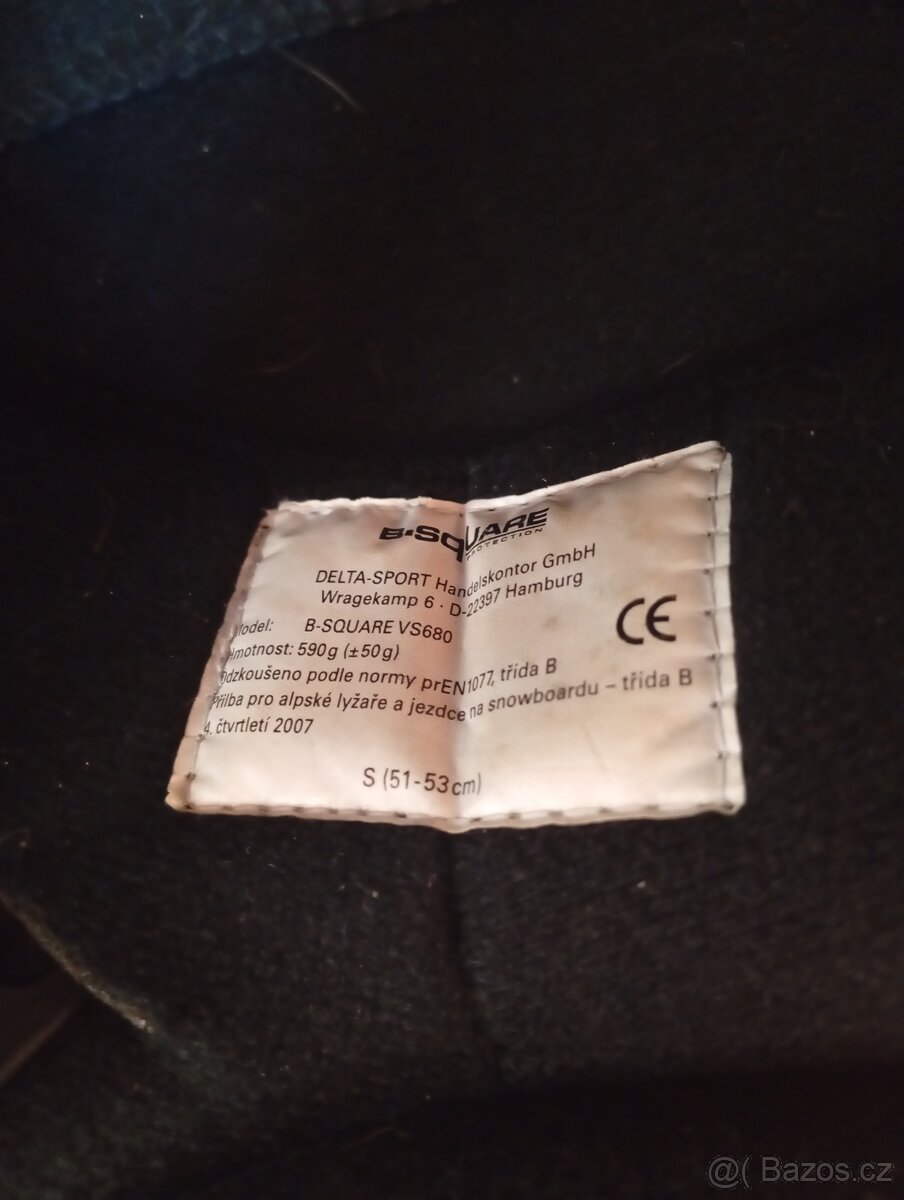 B-SQUARE
PROTECTION
DELTA-SPORT Handelskontor GmbH
Wragekamp 6 · D-22397 Hamburg
Model: B-SQUARE VS680
Hmotnost: 590g (±50g)
Odzkoušeno podle normy prEN1077, třída B
Přilba pro alpské lyžaře a jezdce na snowboardu – třída B
4. čtvrtletí 2007
CE
S (51-53cm)
@( Bazos.cz